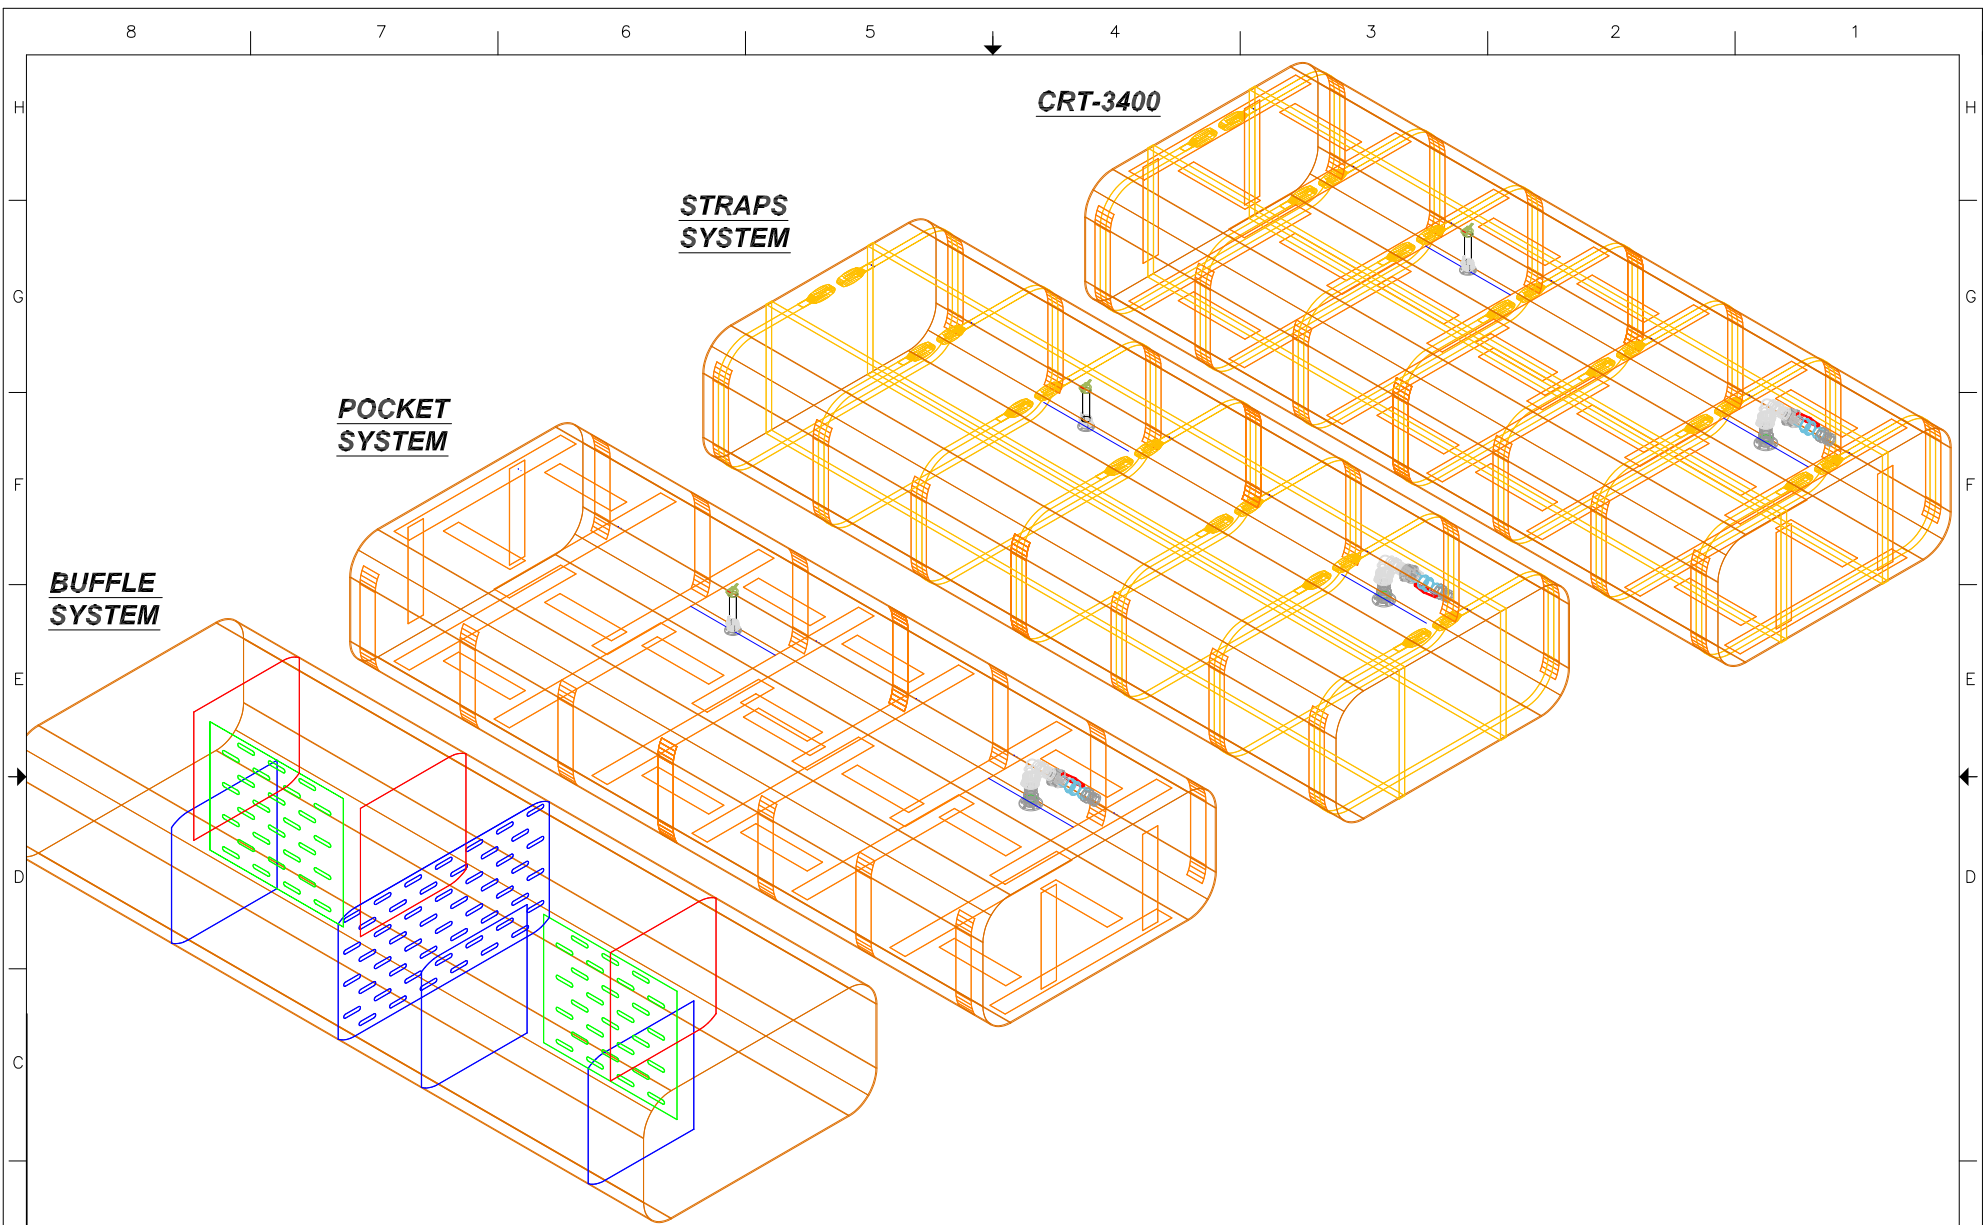 8 7 6 5 4 3 2 1
H H
CRT-3400
STRAPS
SYSTEM
G G
POCKET
SYSTEM
F F
BUFFLE
SYSTEM
E E
D D
C